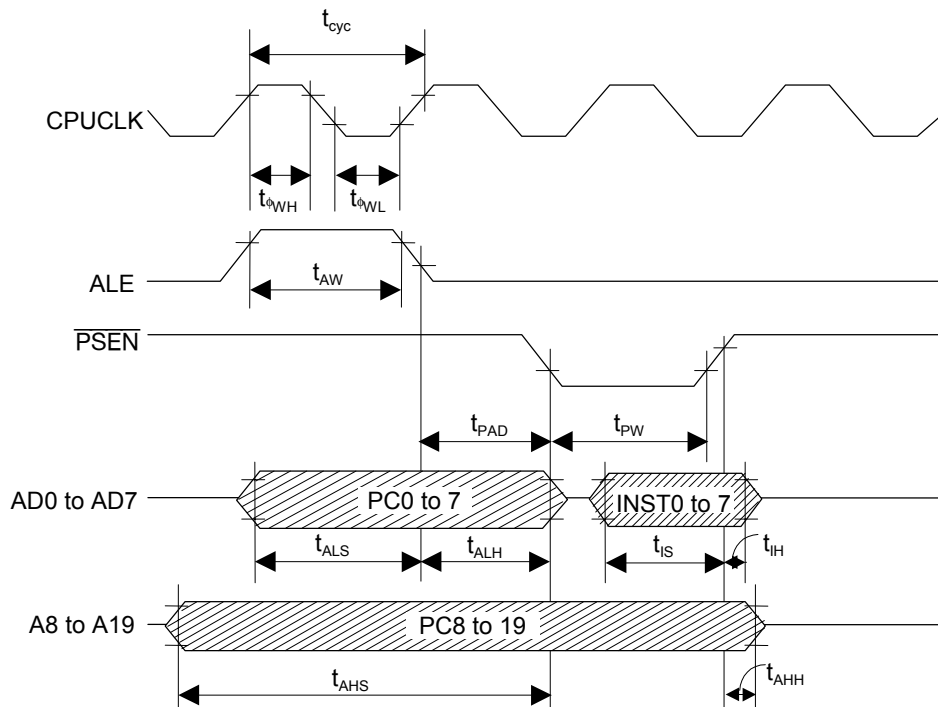 tcyc
CPUCLK
tϕWH
tϕWL
ALE
tAW
PSEN
tPAD
tPW
AD0 to AD7
PC0 to 7
INST0 to 7
tALS
tALH
tIS
tIH
A8 to A19
PC8 to 19
tAHS
tAHH